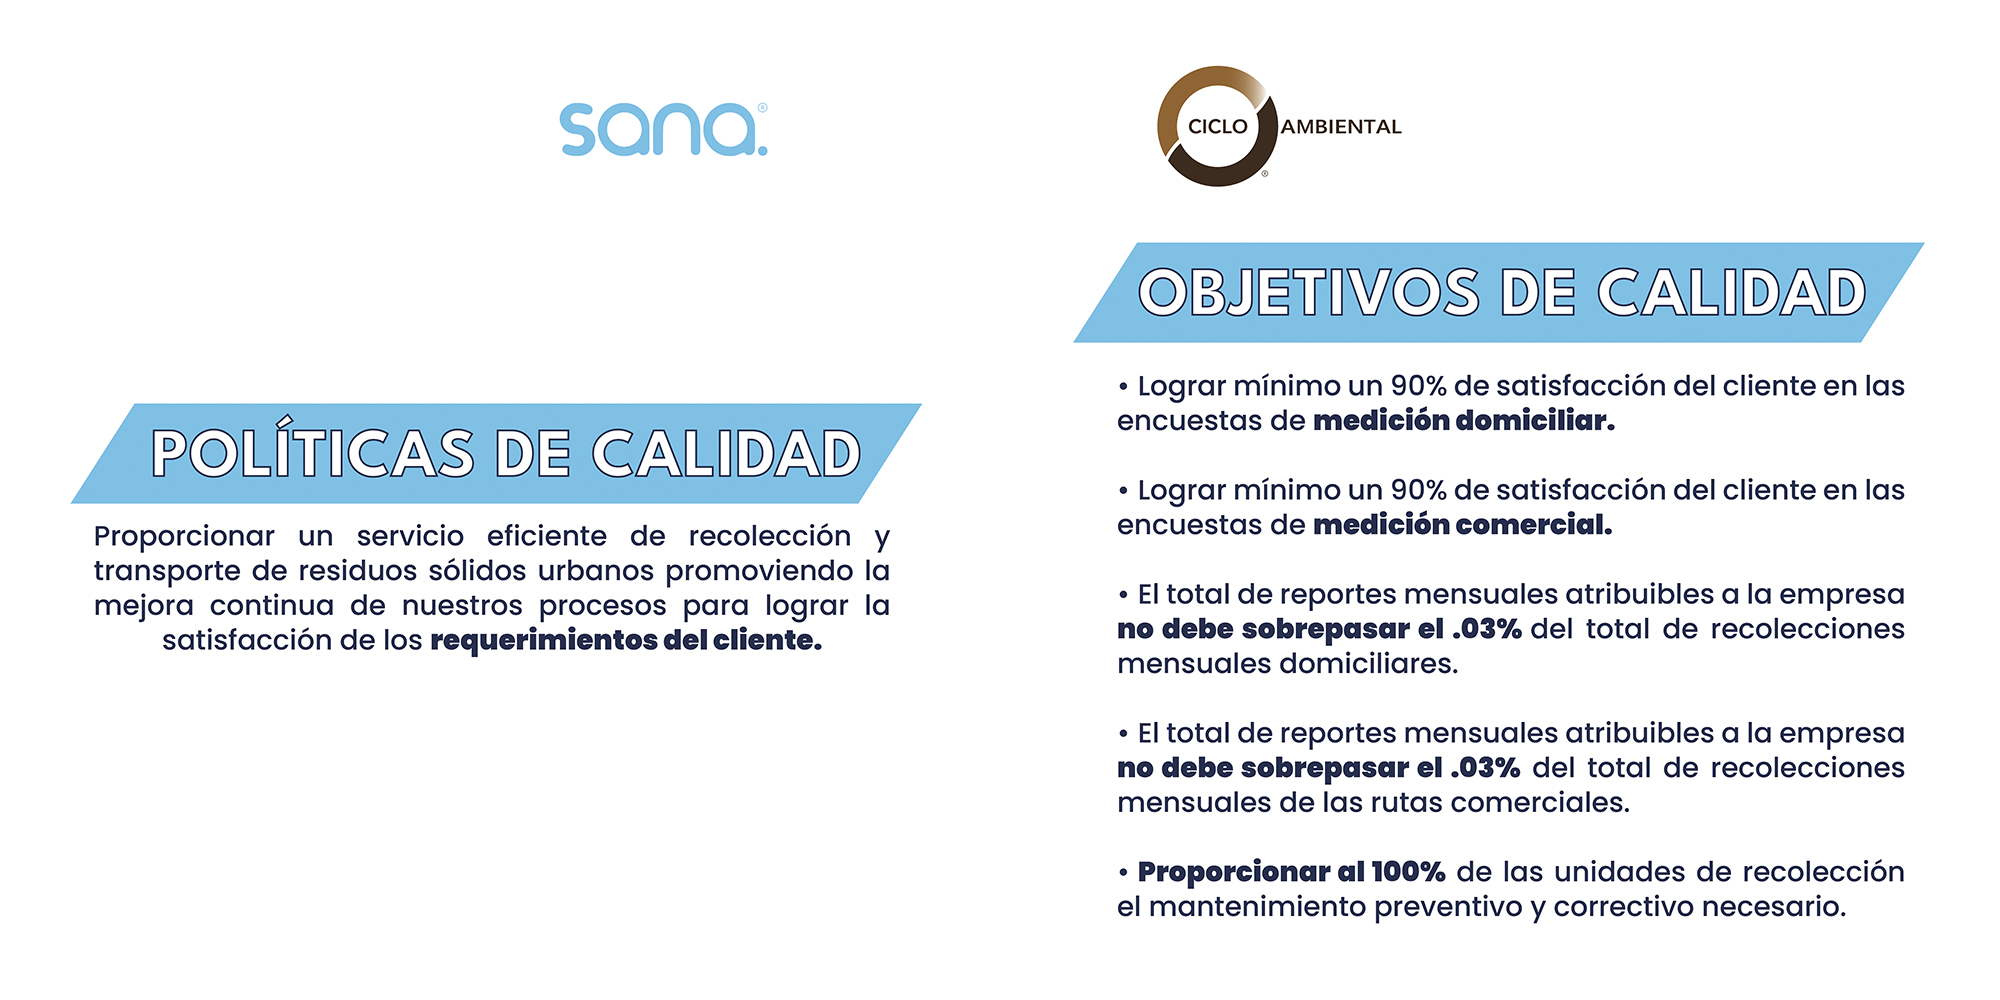 sana.®
CICLO AMBIENTAL
®
POLÍTICAS DE CALIDAD
Proporcionar un servicio eficiente de recolección y
transporte de residuos sólidos urbanos promoviendo la
mejora continua de nuestros procesos para lograr la
satisfacción de los requerimientos del cliente.
OBJETIVOS DE CALIDAD
• Lograr mínimo un 90% de satisfacción del cliente en las
encuestas de medición domiciliar.
• Lograr mínimo un 90% de satisfacción del cliente en las
encuestas de medición comercial.
• El total de reportes mensuales atribuibles a la empresa
no debe sobrepasar el .03% del total de recolecciones
mensuales domiciliares.
• El total de reportes mensuales atribuibles a la empresa
no debe sobrepasar el .03% del total de recolecciones
mensuales de las rutas comerciales.
• Proporcionar al 100% de las unidades de recolección
el mantenimiento preventivo y correctivo necesario.